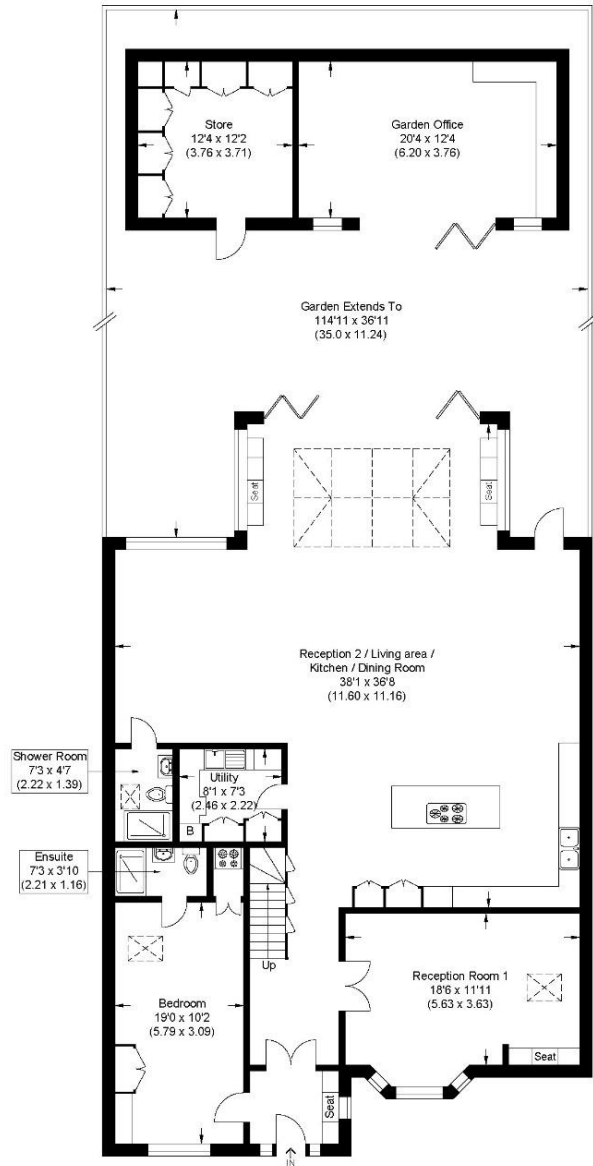 Store
12'4 x 12'2
(3.76 x 3.71)
Garden Office
20'4 x 12'4
(6.20 x 3.76)
Garden Extends To
114'11 x 36'11
(35.0 x 11.24)
Seat
Seat
Reception 2 / Living area /
Kitchen / Dining Room
38'1 x 36'8
(11.60 x 11.16)
Shower Room
7'3 x 4'7
(2.22 x 1.39)
Utility
8'1 x 7'3
(2.46 x 2.22)
B
Ensuite
7'3 x 3'10
(2.21 x 1.16)
Up
Reception Room 1
18'6 x 11'11
(5.63 x 3.63)
Bedroom
19'0 x 10'2
(5.79 x 3.09)
Seat
Seat
IN